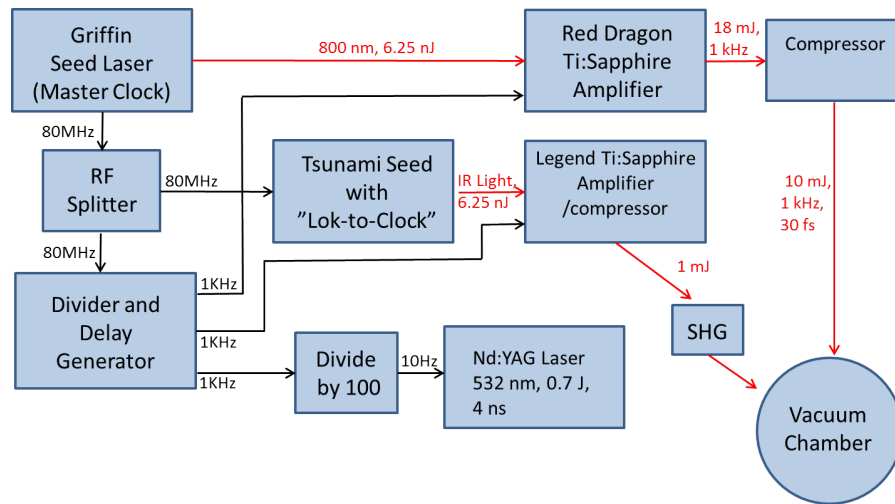 Griffin
Seed Laser
(Master Clock)
800 nm, 6.25 nJ
Red Dragon
Ti:Sapphire
Amplifier
18 mJ,
1 kHz
Compressor
80MHz
RF
Splitter
80MHz
Tsunami Seed
with
”Lok-to-Clock”
IR Light,
6.25 nJ
Legend Ti:Sapphire
Amplifier
/compressor
10 mJ,
1 kHz,
30 fs
80MHz
Divider and
Delay
Generator
1KHz
1KHz
1KHz
1 mJ
SHG
Divide
by 100
10Hz
Nd:YAG Laser
532 nm, 0.7 J,
4 ns
Vacuum
Chamber